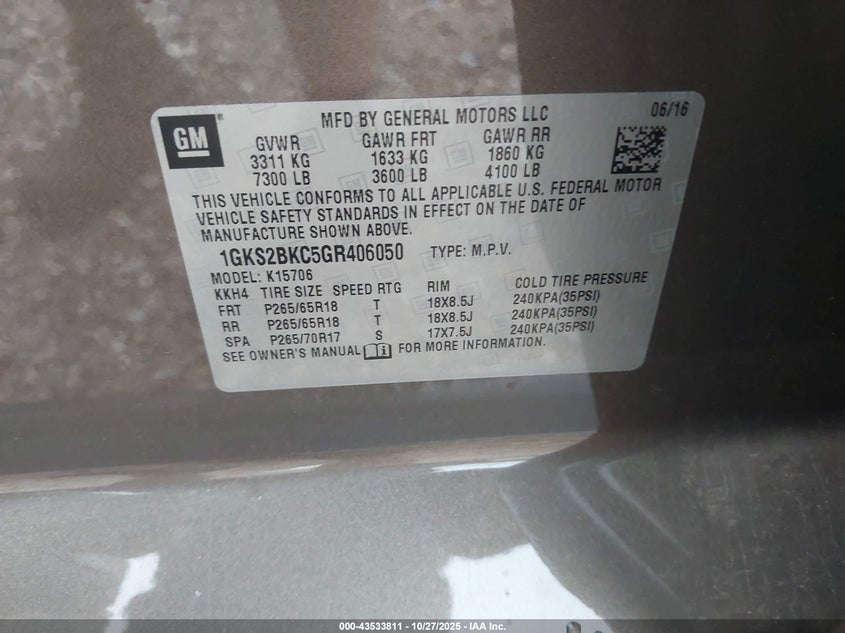 GM
MFD BY GENERAL MOTORS LLC 06/16
GVWR GAWR FRT GAWR RR
3311 KG 1633 KG 1860 KG
7300 LB 3600 LB 4100 LB
THIS VEHICLE CONFORMS TO ALL APPLICABLE U.S. FEDERAL MOTOR
VEHICLE SAFETY STANDARDS IN EFFECT ON THE DATE OF
MANUFACTURE SHOWN ABOVE.
1GKS2BKC5GR406050 TYPE: M.P.V.
MODEL: K15706
KKH4 TIRE SIZE SPEED RTG RIM COLD TIRE PRESSURE
FRT P265/65R18 T 18X8.5J 240KPA(35PSI)
RR P265/65R18 T 18X8.5J 240KPA(35PSI)
SPA P265/70R17 S 17X7.5J 240KPA(35PSI)
SEE OWNER'S MANUAL FOR MORE INFORMATION.
000-43533811 | 10/27/2025 | IAA Inc.